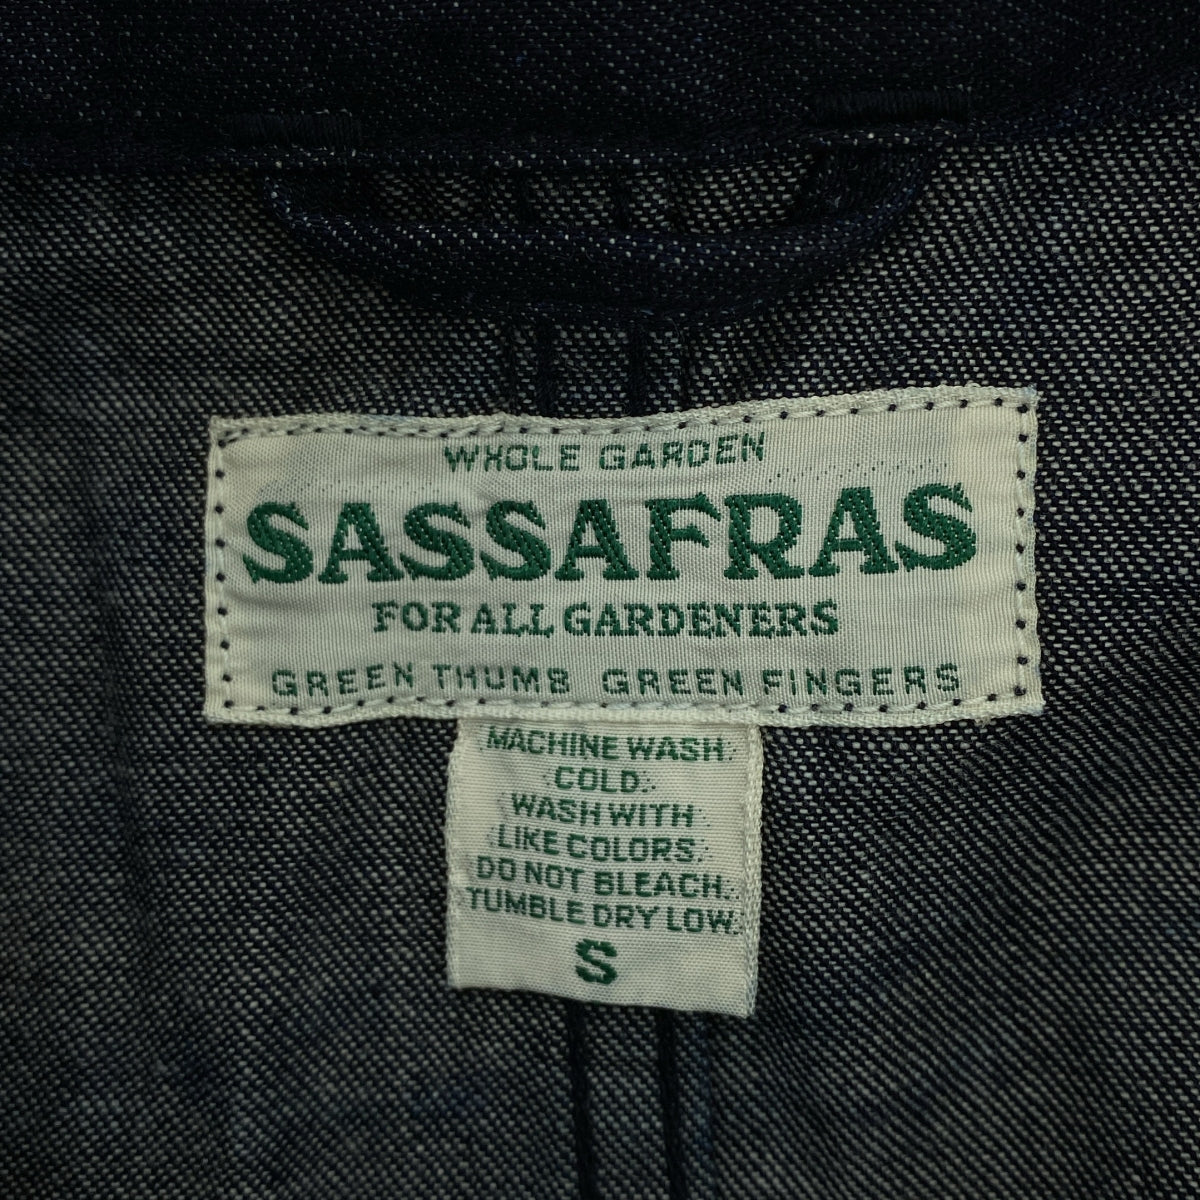 WHOLE GARDEN
SASSAFRAS
FOR ALL GARDENERS
GREEN THUMB GREEN FINGERS
MACHINE WASH.
COLD.
WASH WITH
LIKE COLORS.
DO NOT BLEACH.
TUMBLE DRY LOW.
S